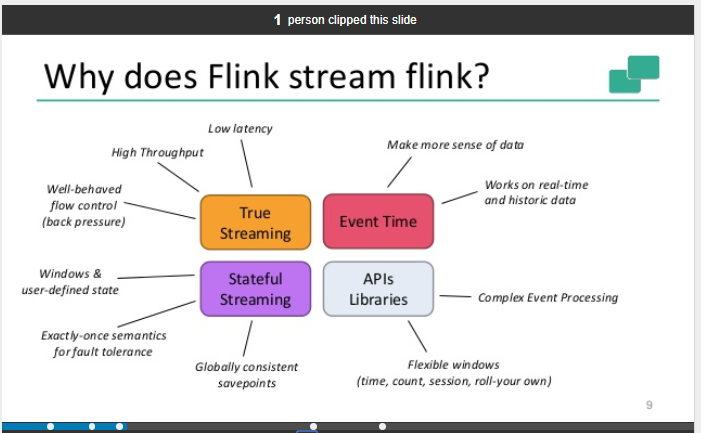 1 person clipped this slide
Why does Flink stream flink?
Low latency
High Throughput
Well-behaved
flow control
(back pressure)
True
Streaming
Make more sense of data
Works on real-time
and historic data
Event Time
Windows &
user-defined state
Exactly-once semantics
for fault tolerance
Globally consistent
savepoints
Stateful
Streaming
APIs
Libraries
Complex Event Processing
Flexible windows
(time, count, session, roll-your own)
9